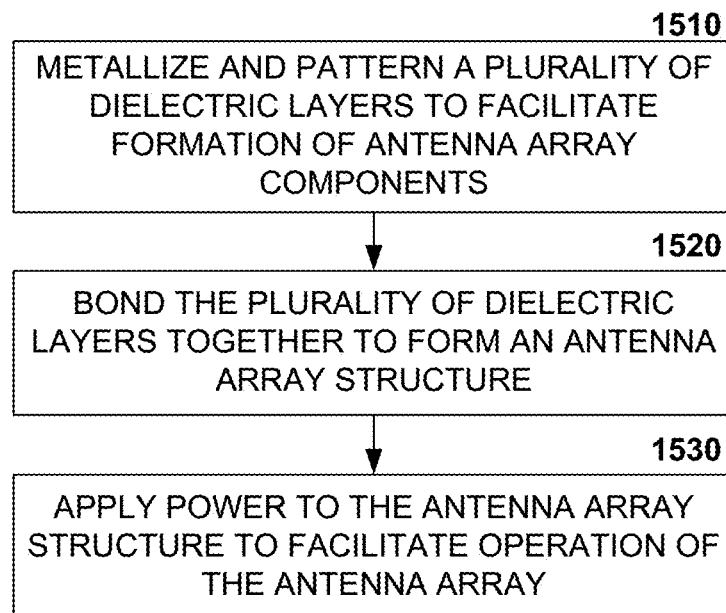 1510
METALLIZE AND PATTERN A PLURALITY OF
DIELECTRIC LAYERS TO FACILITATE
FORMATION OF ANTENNA ARRAY
COMPONENTS
1520
BOND THE PLURALITY OF DIELECTRIC
LAYERS TOGETHER TO FORM AN ANTENNA
ARRAY STRUCTURE
1530
APPLY POWER TO THE ANTENNA ARRAY
STRUCTURE TO FACILITATE OPERATION OF
THE ANTENNA ARRAY